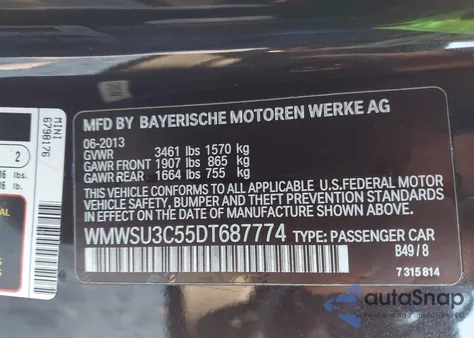 MFD BY BAYERISCHE MOTOREN WERKE AG
06-2013
GVWR 3461 lbs 1570 kg
GAWR FRONT 1907 lbs 865 kg
GAWR REAR 1664 lbs 755 kg
THIS VEHICLE CONFORMS TO ALL APPLICABLE U.S.FEDERAL MOTOR
VEHICLE SAFETY, BUMPER AND THEFT PREVENTION STANDARDS IN
EFFECT ON THE DATE OF MANUFACTURE SHOWN ABOVE.
WMWSU3C55DT687774 TYPE: PASSENGER CAR
B49 / 8
7 315 814
MINI
6790176
2
lbs.
lbs.
autoSnap